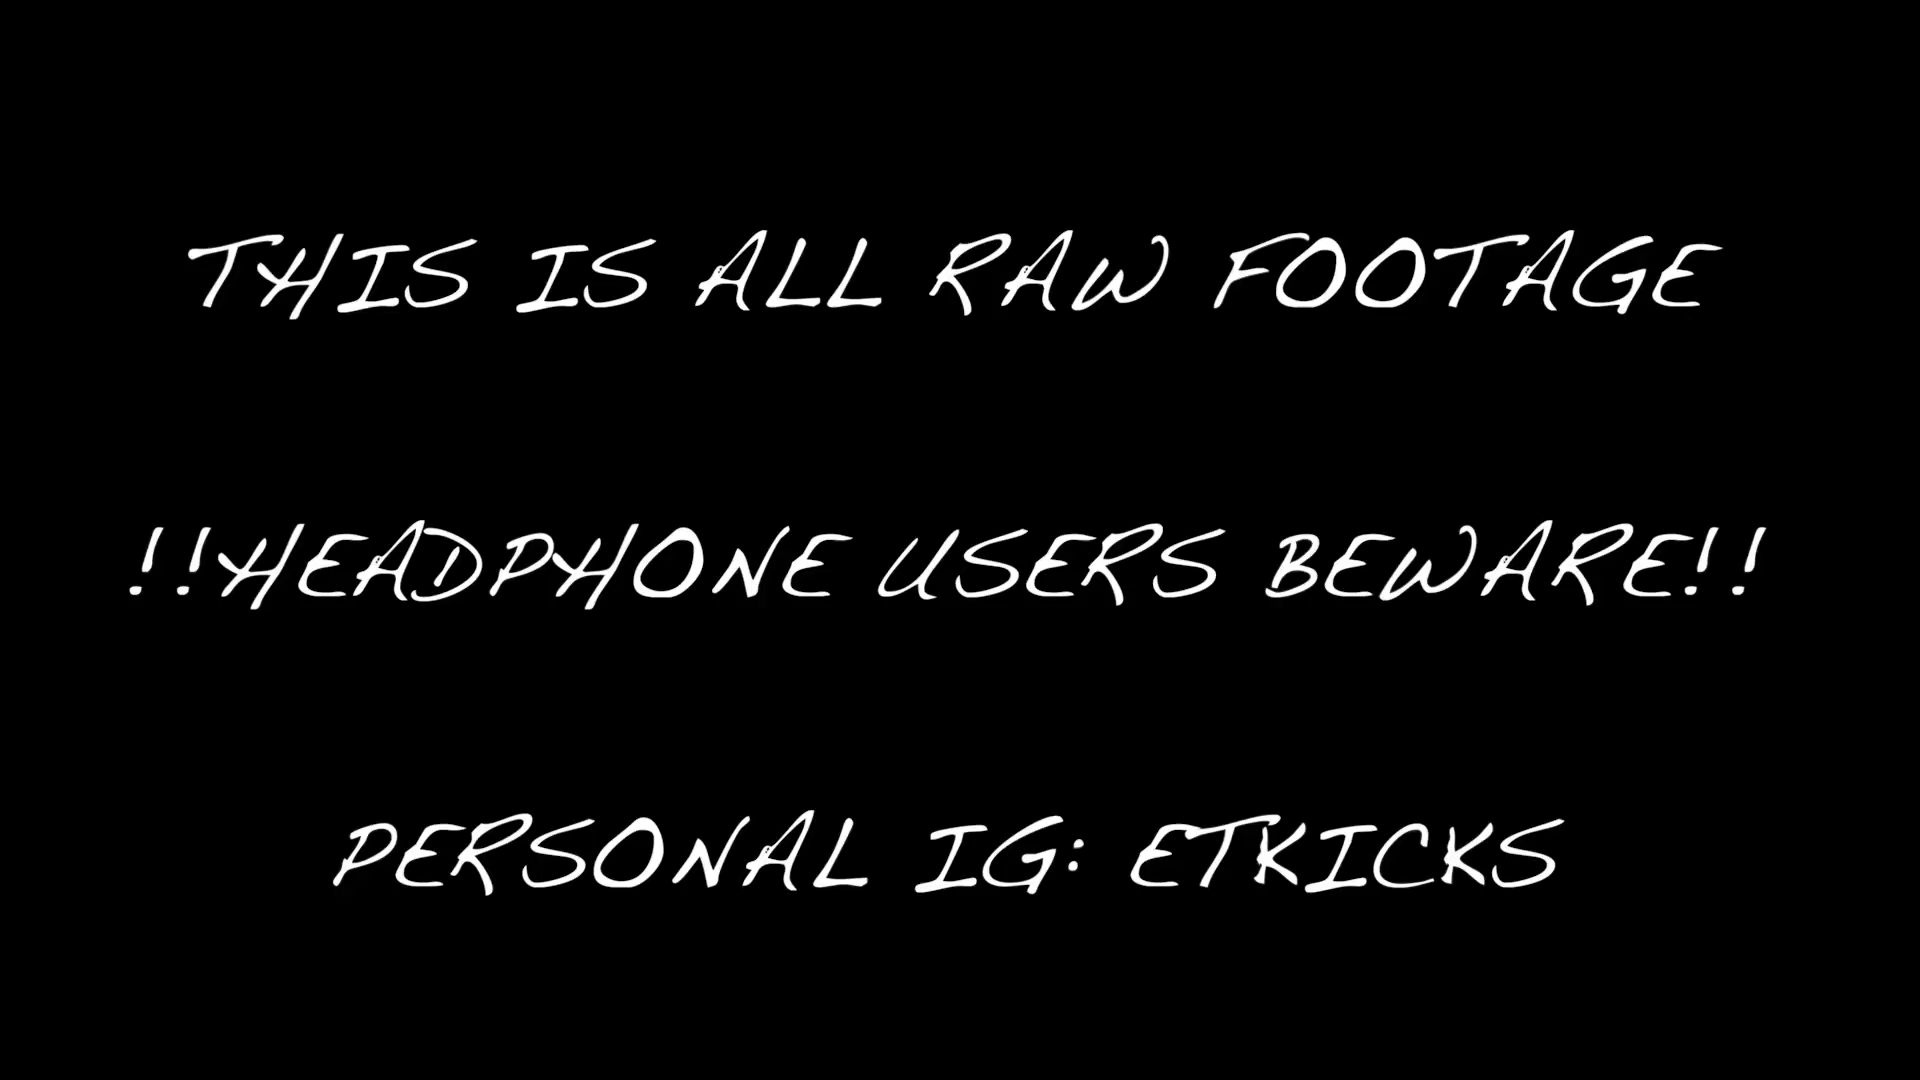 THIS IS ALL RAW FOOTAGE
!!HEADPHONE USERS BEWARE!!
PERSONAL IG: ETKICKS